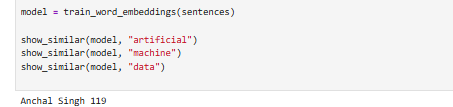 model = train_word_embeddings(sentences)
show_similar(model, "artificial")
show_similar(model, "machine")
show_similar(model, "data")
Anchal Singh 119